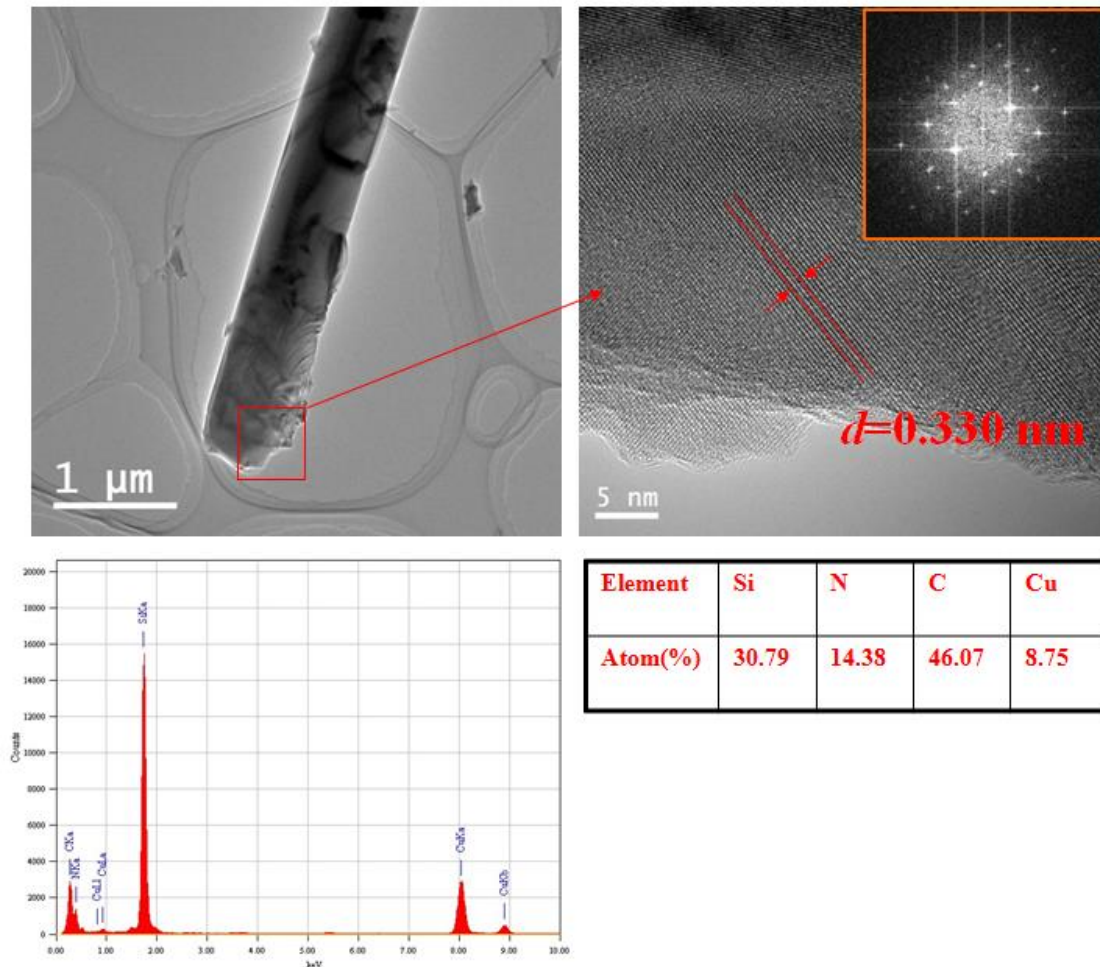 1 μm
d=0.330 nm
5 nm
20000
18000
16000
14000
12000
10000
8000
6000
4000
2000
0
Counts
CKa
NKa
CuLl
CuLa
SiKa
CuKa
CuKb
0.00 1.00 2.00 3.00 4.00 5.00 6.00 7.00 8.00 9.00 10.00
keV
Element Si N C Cu
Atom(%) 30.79 14.38 46.07 8.75